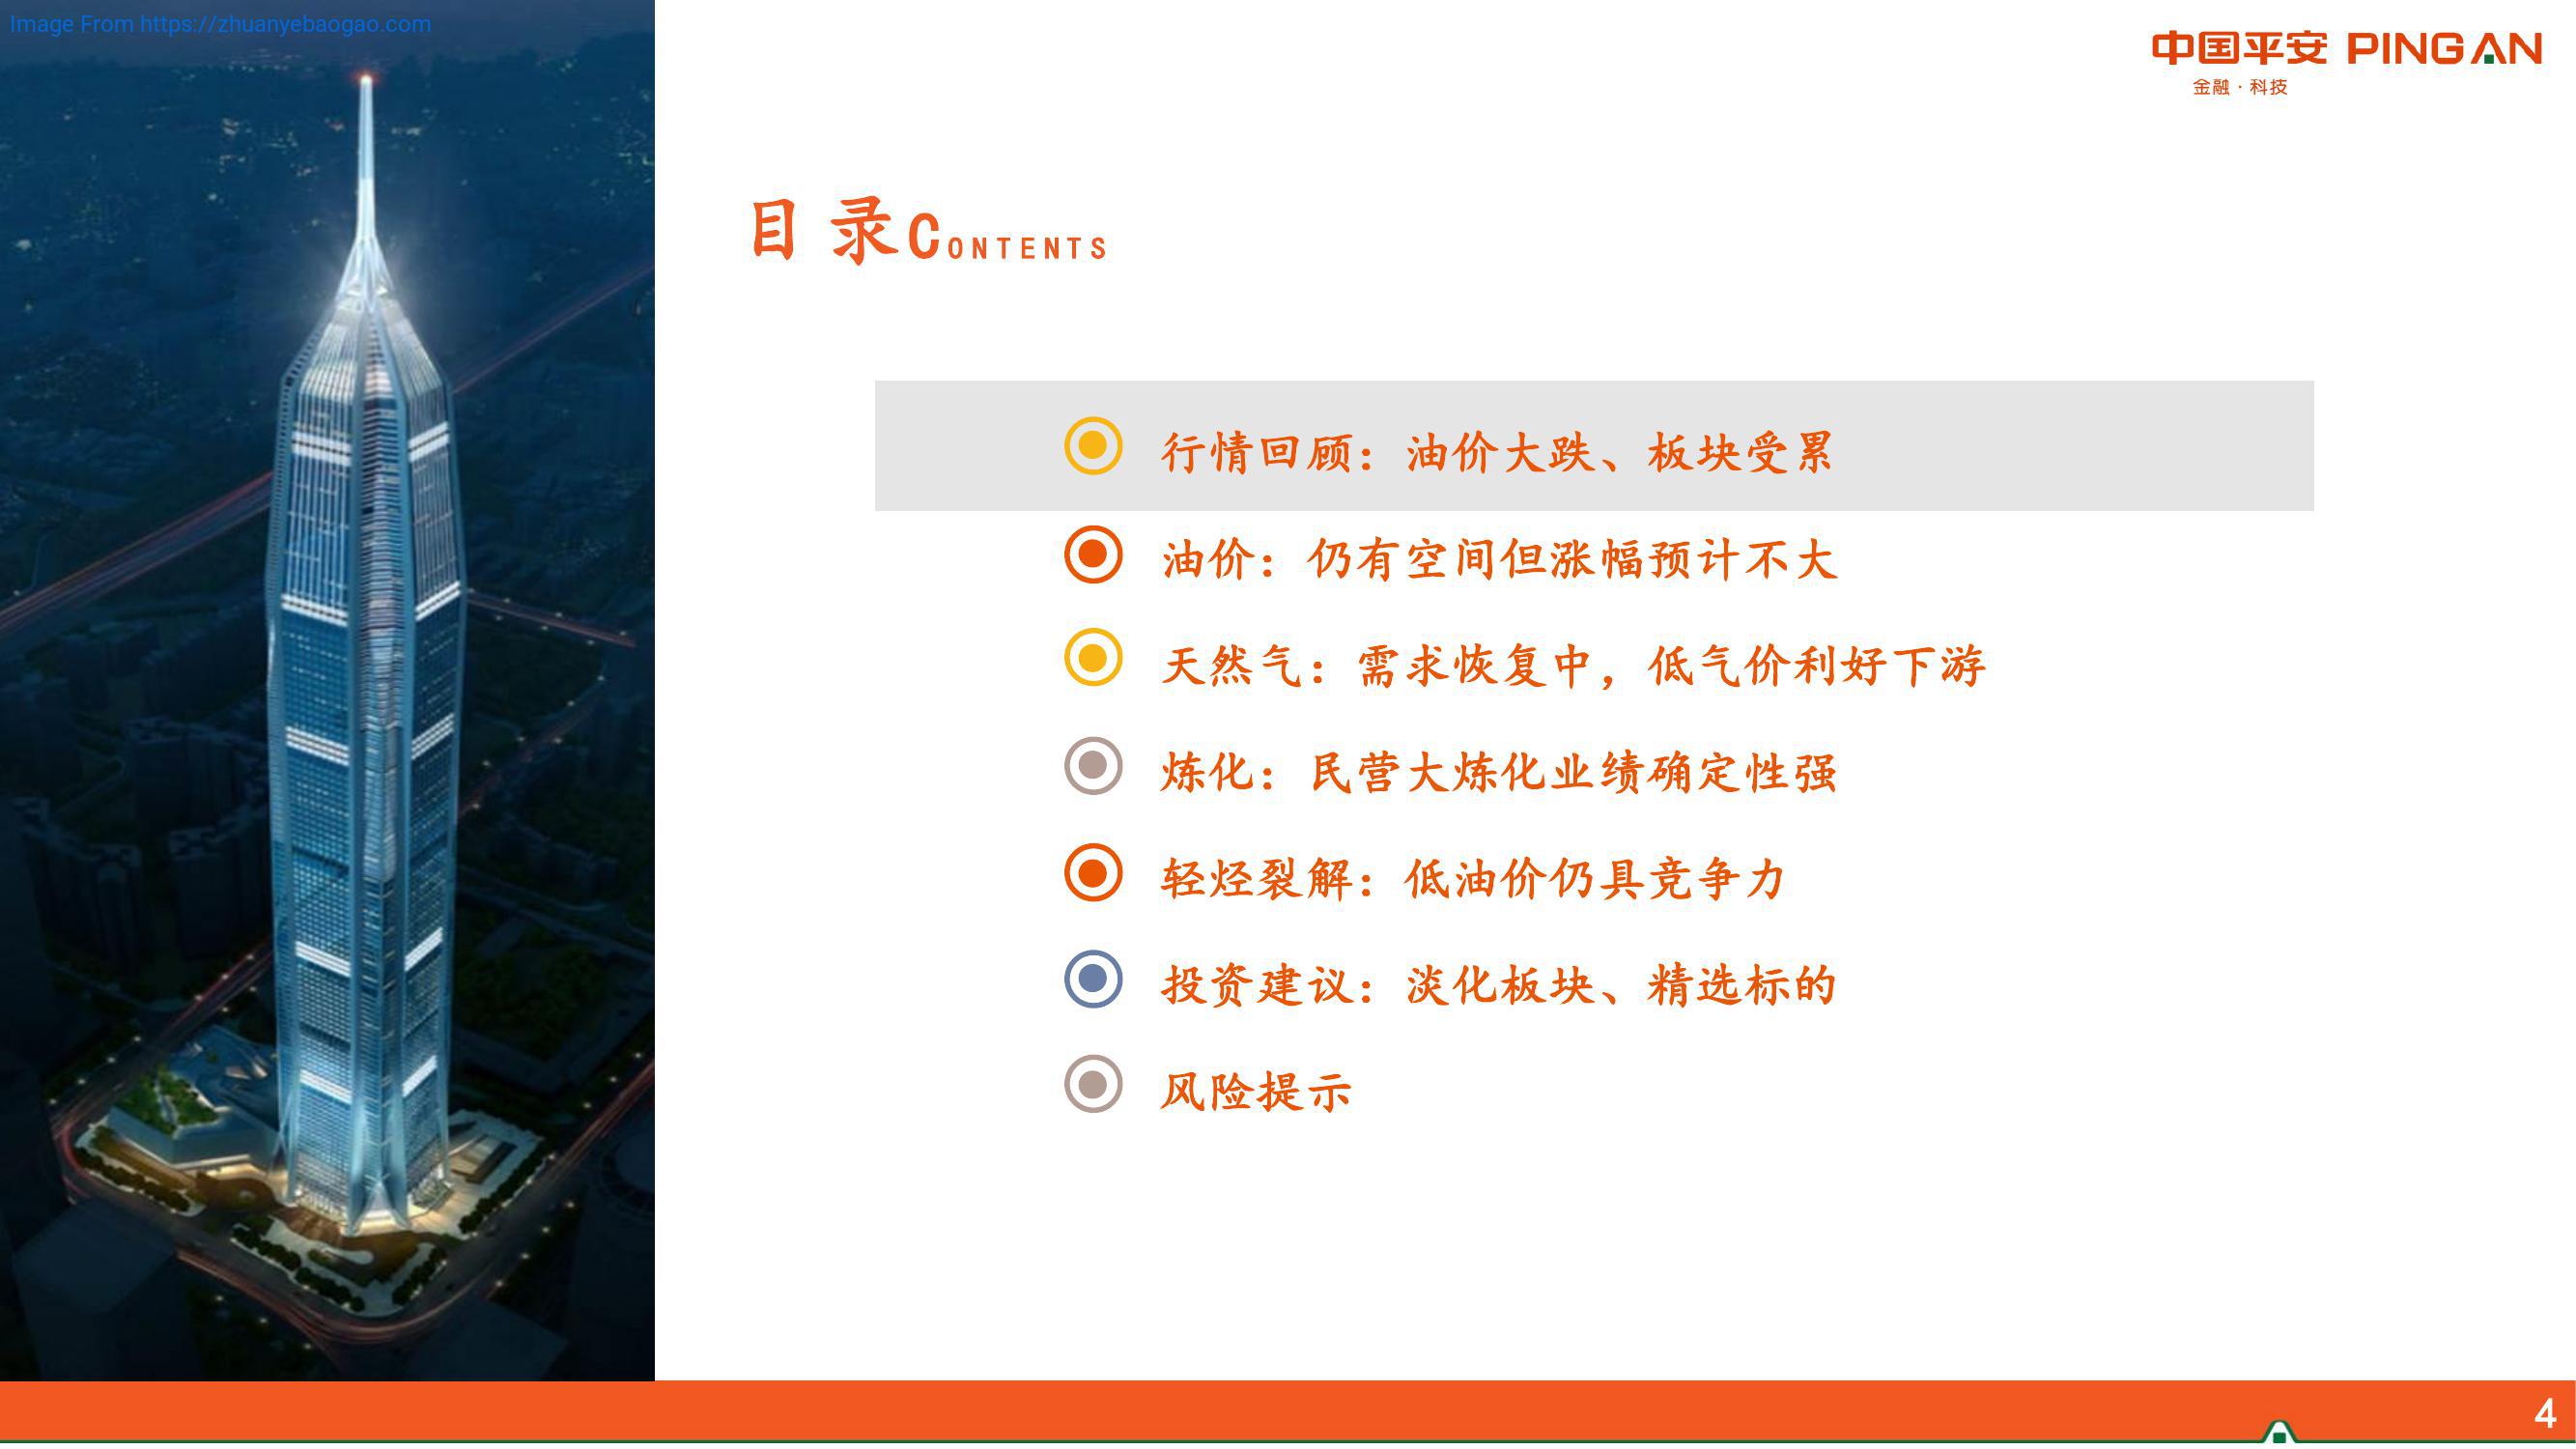 Image From https://zhuanyebaogao.com
中国平安 PINGAN
金融·科技
目 录CONTENTS
行情回顾：油价大跌、板块受累
油价：仍有空间但涨幅预计不大
天然气：需求恢复中，低气价利好下游
炼化：民营大炼化业绩确定性强
轻烃裂解：低油价仍具竞争力
投资建议：淡化板块、精选标的
风险提示
4